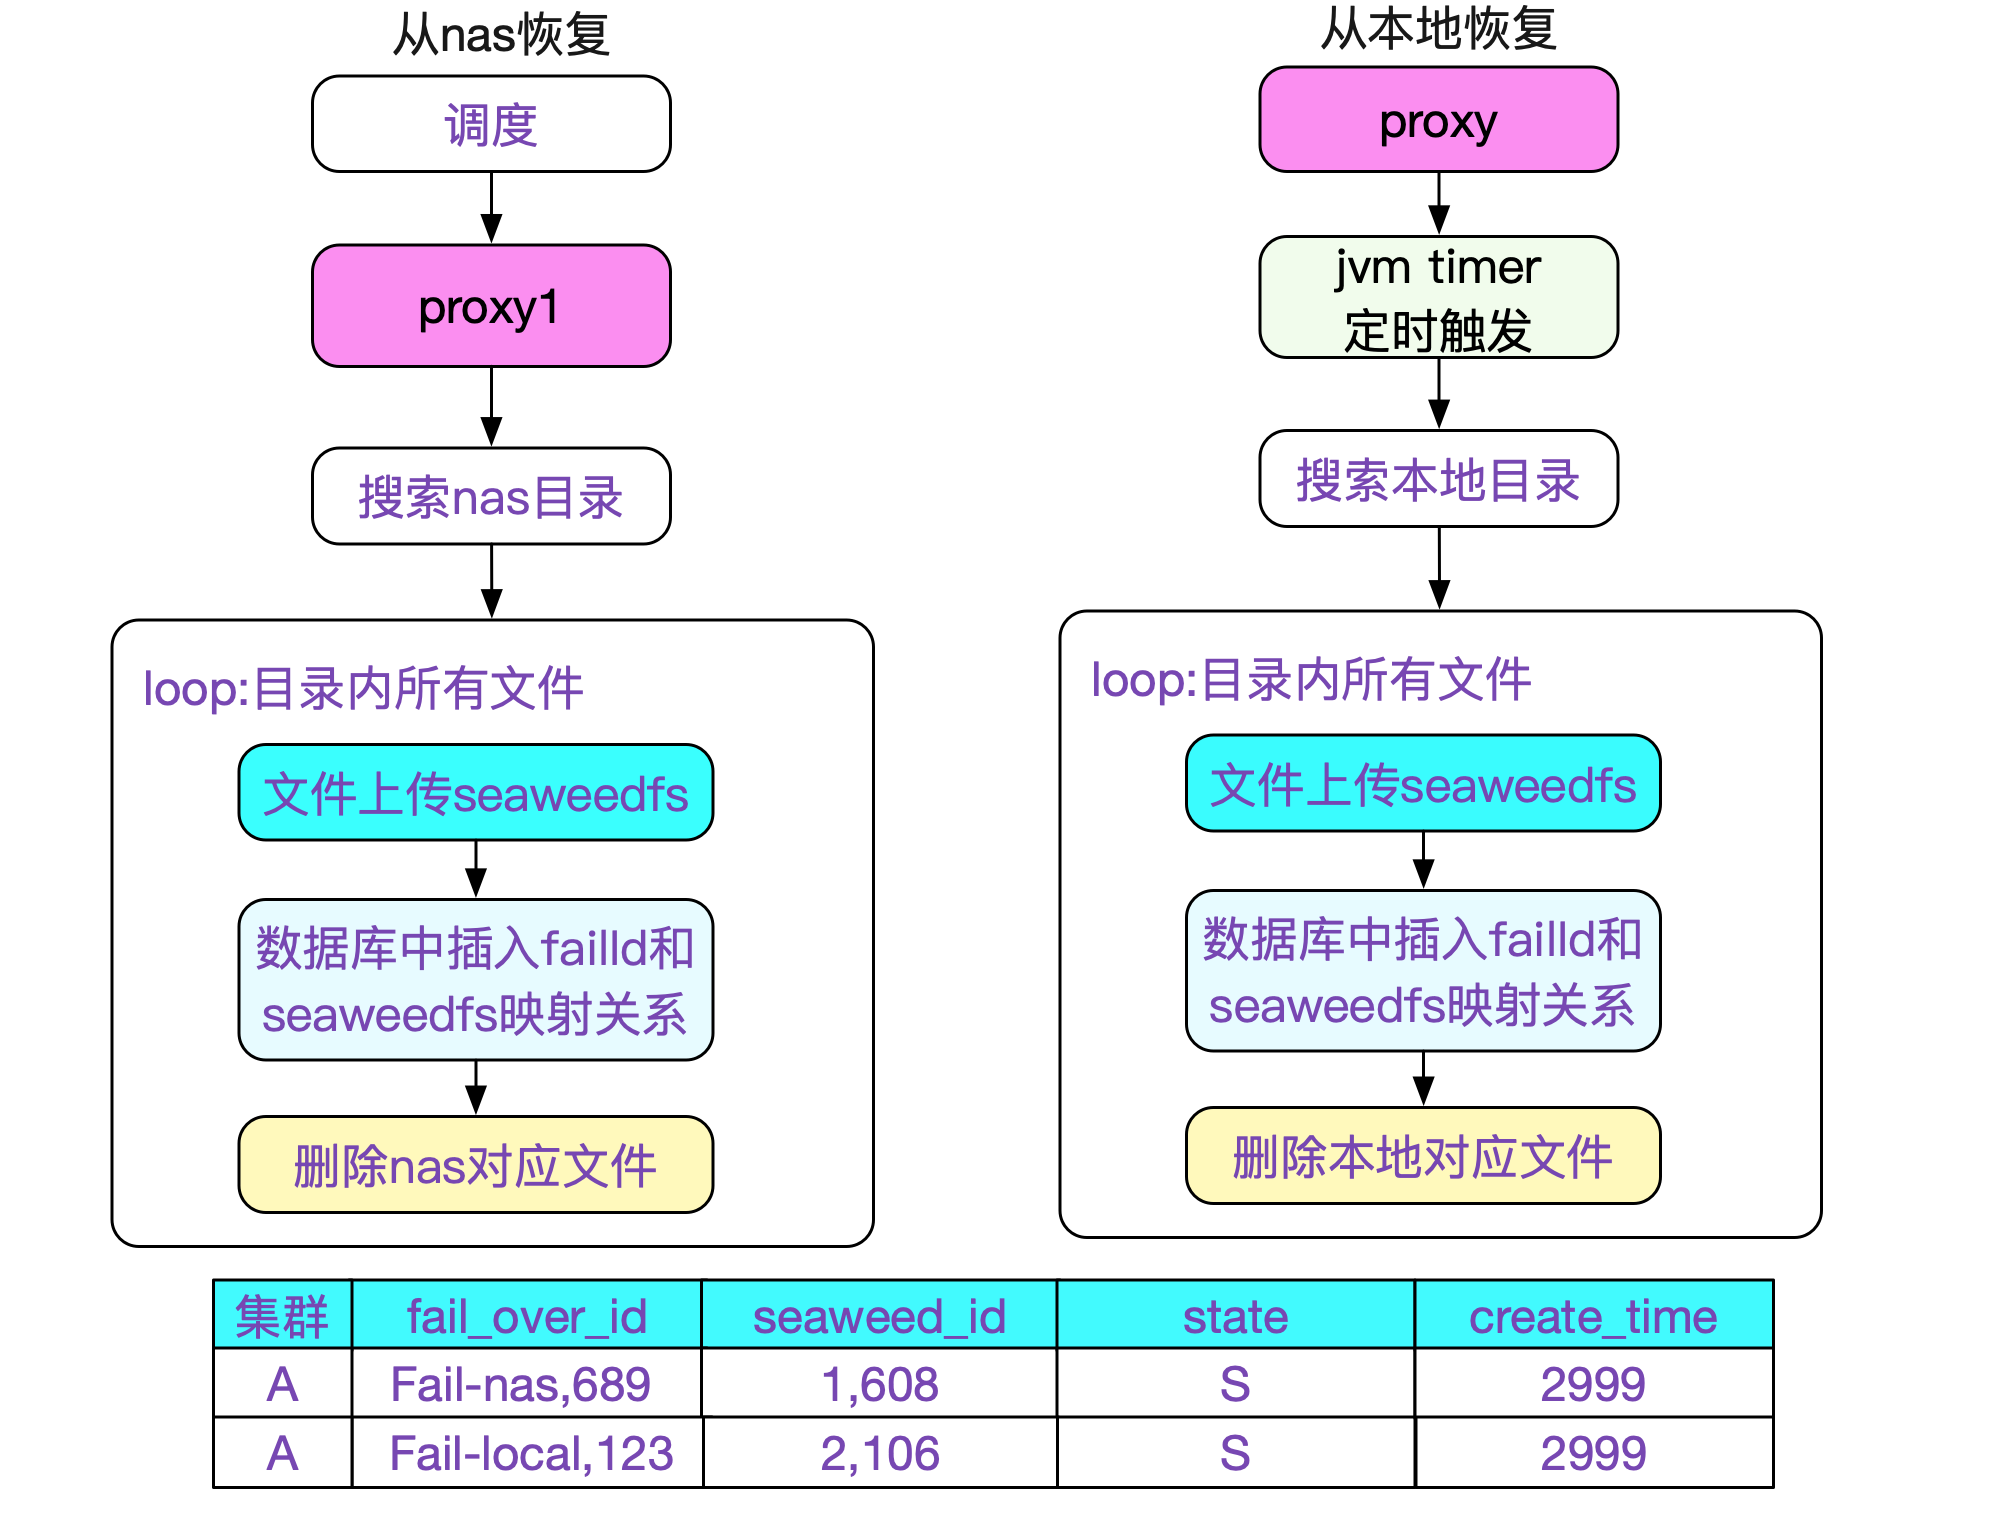 从nas恢复
调度
proxy1
搜索nas目录
loop:目录内所有文件
文件上传seaweedfs
数据库中插入failId和
seaweedfs映射关系
删除nas对应文件
从本地恢复
proxy
jvm timer
定时触发
搜索本地目录
loop:目录内所有文件
文件上传seaweedfs
数据库中插入failId和
seaweedfs映射关系
删除本地对应文件
集群 fail_over_id seaweed_id state create_time
A Fail-nas,689 1,608 S 2999
A Fail-local,123 2,106 S 2999